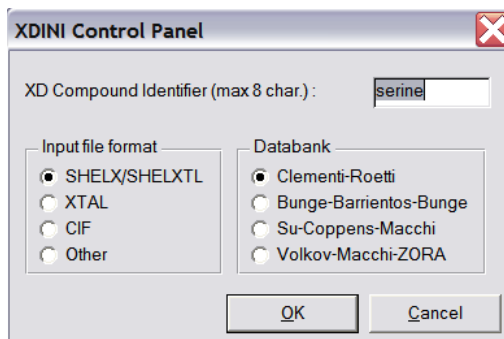 XDINI Control Panel
XD Compound Identifier (max 8 char.) : serine
Input file format
SHELX/SHELXTL
XTAL
CIF
Other
Databank
Clementi-Roetti
Bunge-Barrientos-Bunge
Su-Coppens-Macchi
Volkov-Macchi-ZORA
OK
Cancel